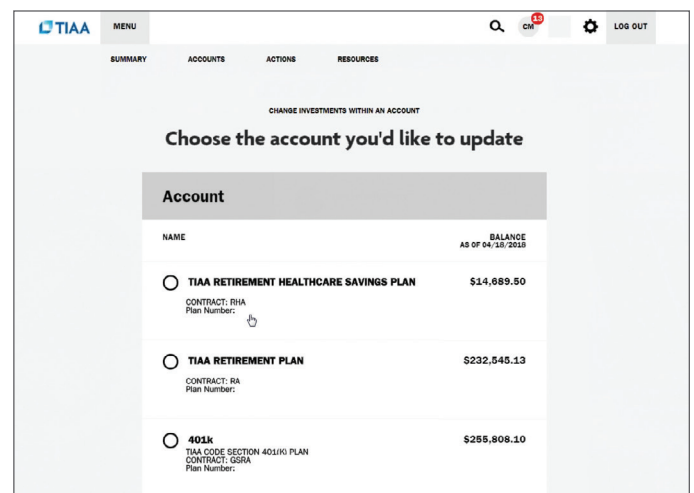 TIAA MENU CM 13 LOG OUT
SUMMARY ACCOUNTS ACTIONS RESOURCES
CHANGE INVESTMENTS WITHIN AN ACCOUNT
Choose the account you'd like to update
Account
NAME BALANCE
AS OF 04/18/2018
TIAA RETIREMENT HEALTHCARE SAVINGS PLAN $14,689.50
CONTRACT: RHA
Plan Number:
TIAA RETIREMENT PLAN $232,545.13
CONTRACT: RA
Plan Number:
401k $255,808.10
TIAA CODE SECTION 401(K) PLAN
CONTRACT: GSRA
Plan Number: